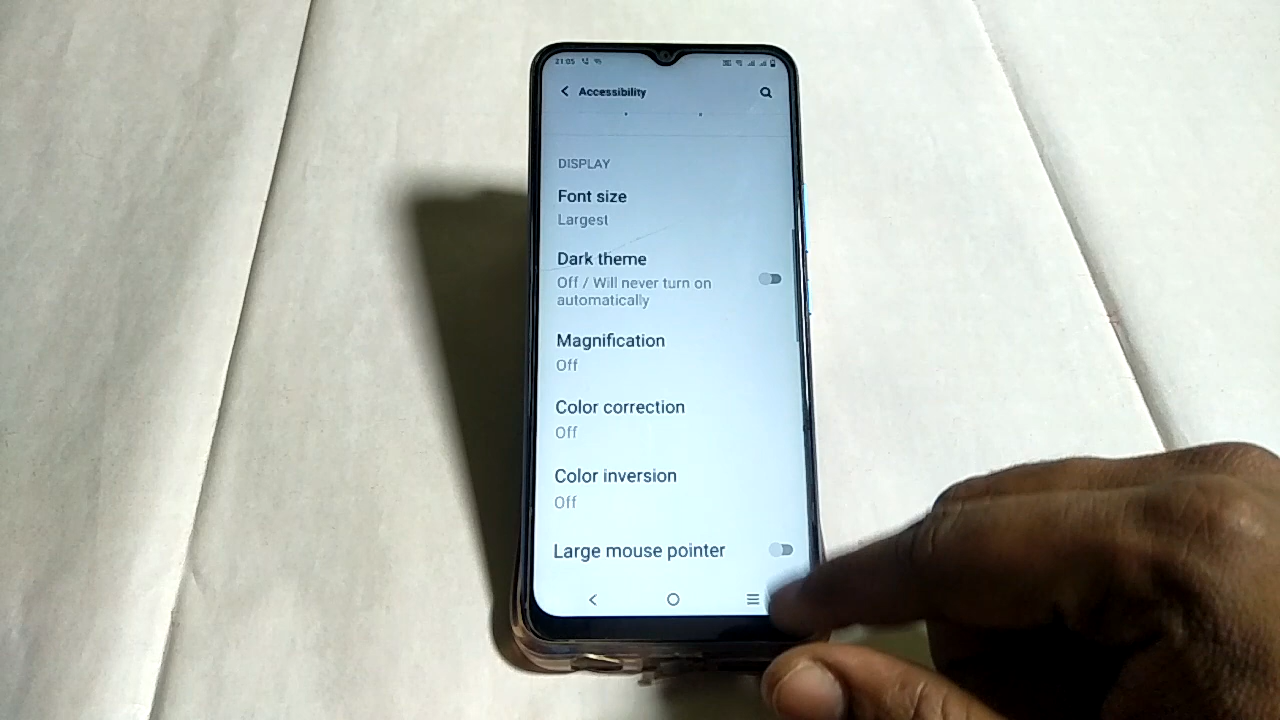 21:05
Accessibility
DISPLAY
Font size
Largest
Dark theme
Off / Will never turn on
automatically
Magnification
Off
Color correction
Off
Color inversion
Off
Large mouse pointer